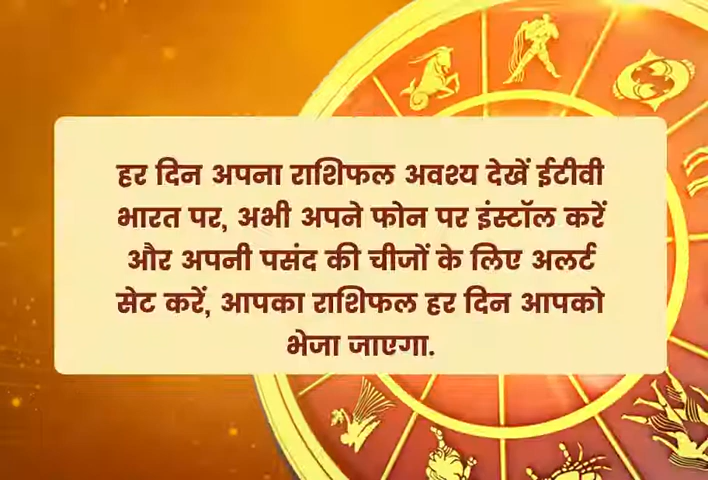 हर दिन अपना राशिफल अवश्य देखें ईटीवी
भारत पर, अभी अपने फोन पर इंस्टॉल करें
और अपनी पसंद की चीजों के लिए अलर्ट
सेट करें, आपका राशिफल हर दिन आपको
भेजा जाएगा.